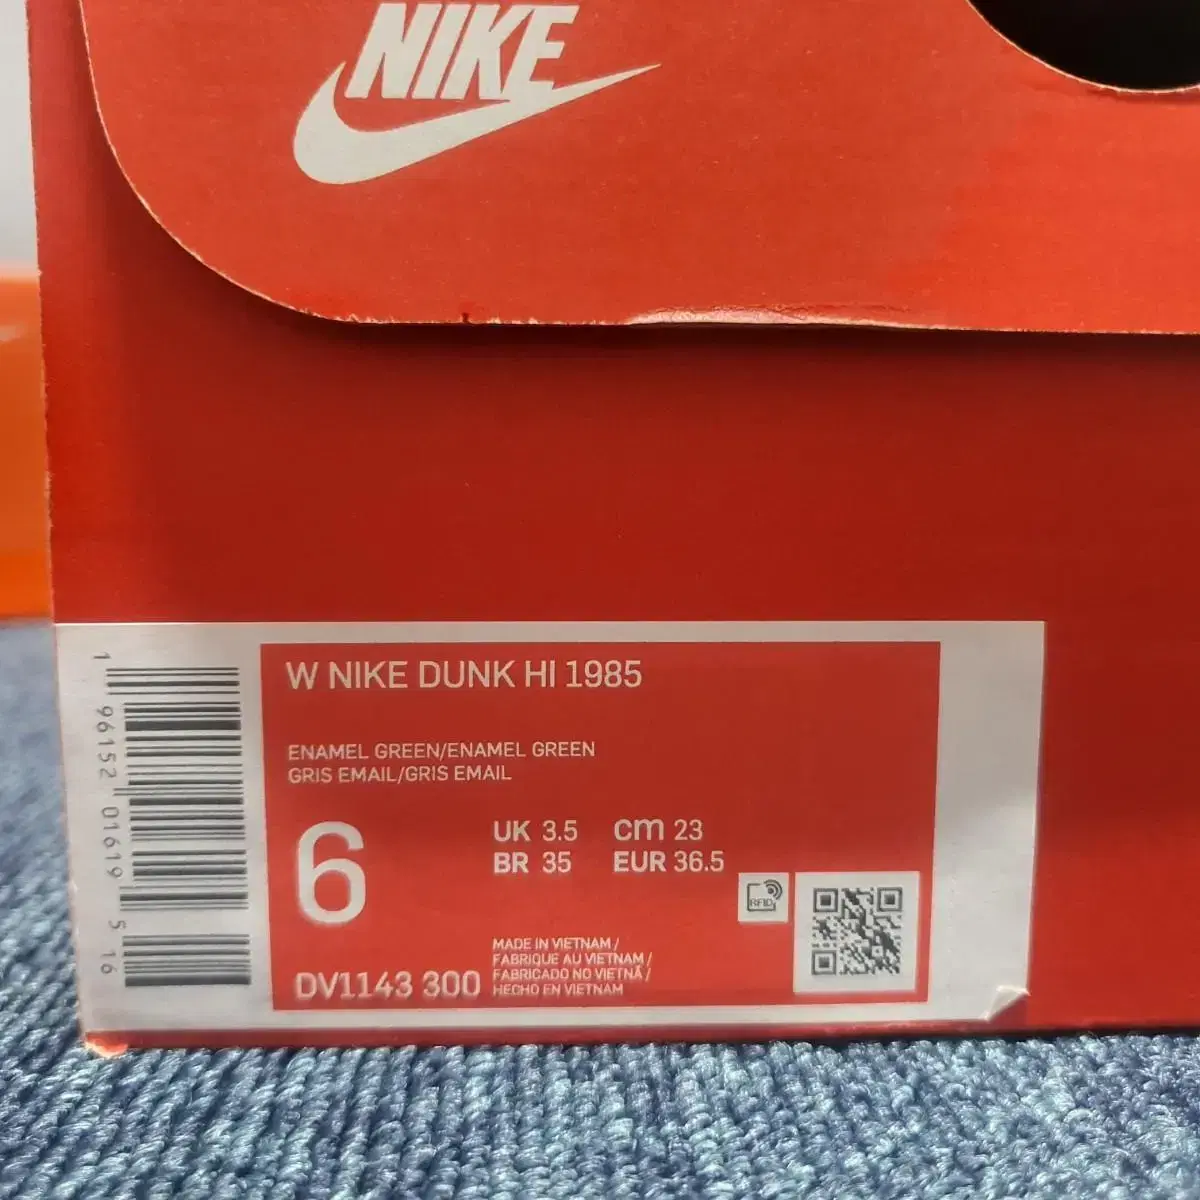 NIKE
W NIKE DUNK HI 1985
ENAMEL GREEN/ENAMEL GREEN
GRIS EMAIL/GRIS EMAIL
6
UK 3.5 cm 23
BR 35 EUR 36.5
RFID
DV1143 300
MADE IN VIETNAM /
FABRIQUE AU VIETNAM /
FABRICADO NO VIETNÃ /
HECHO EN VIETNAM
1 96152 01619 5 16